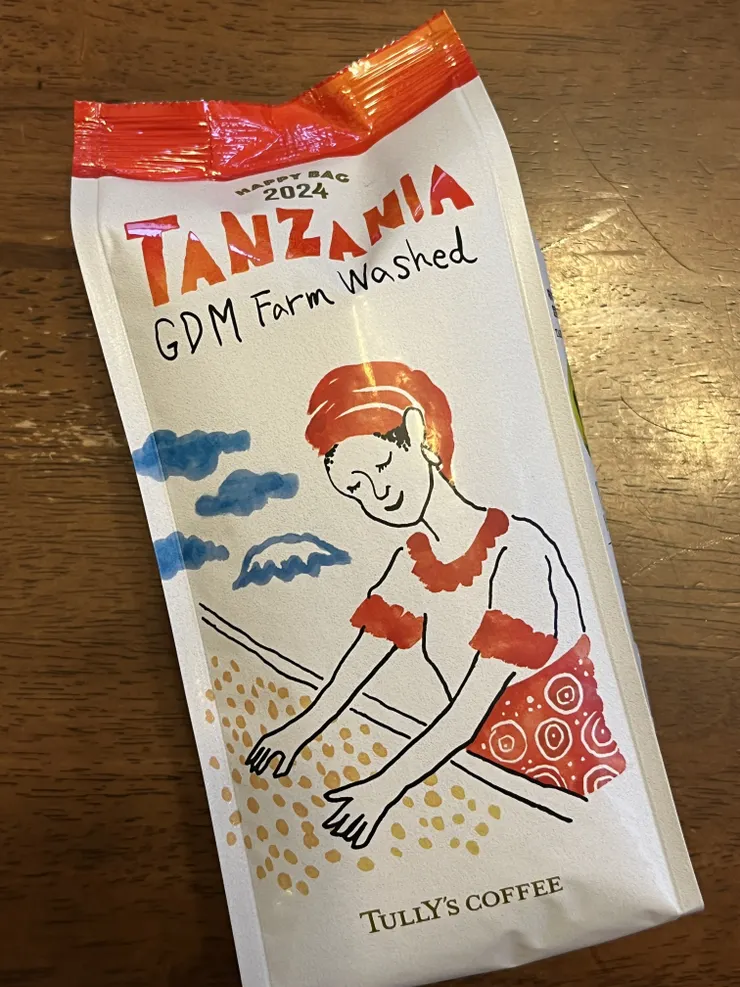 HAPPY BAG
2024
TANZANIA
GDM Farm Washed
TULLY'S COFFEE